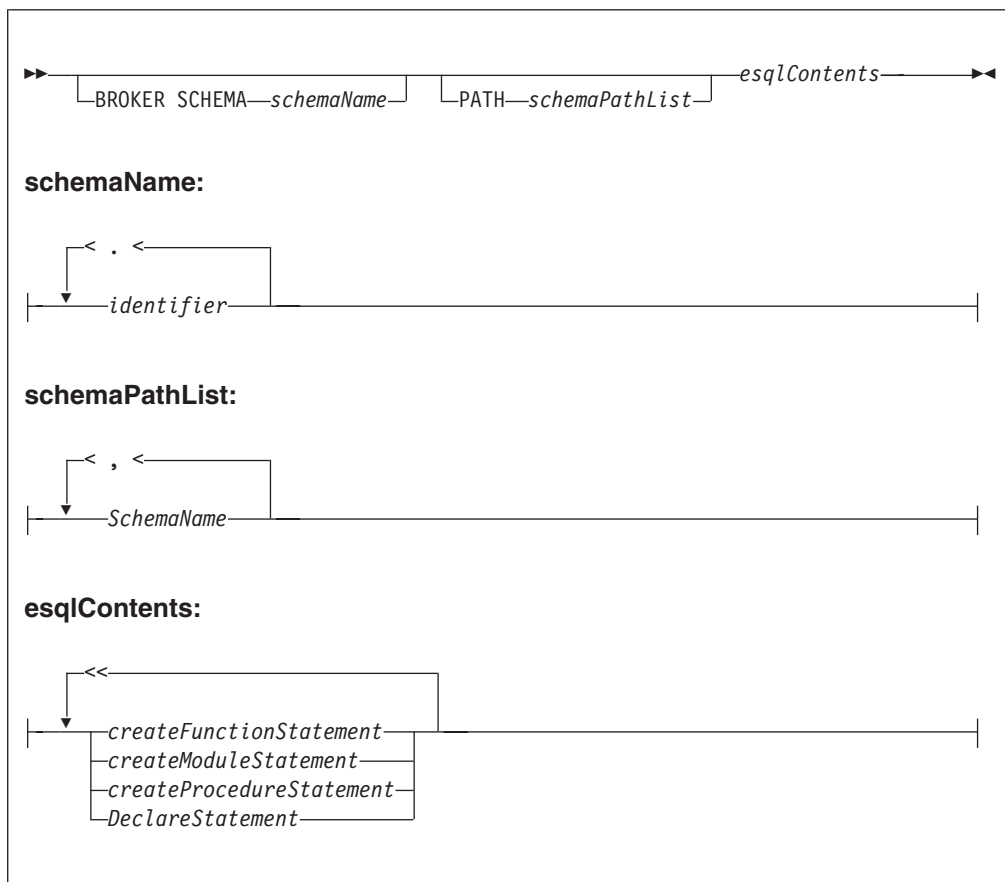 esqlContents
BROKER SCHEMA schemaName PATH schemaPathList
schemaName:
< . <
identifier
schemaPathList:
< , <
SchemaName
esqlContents:
<<
createFunctionStatement
createModuleStatement
createProcedureStatement
DeclareStatement